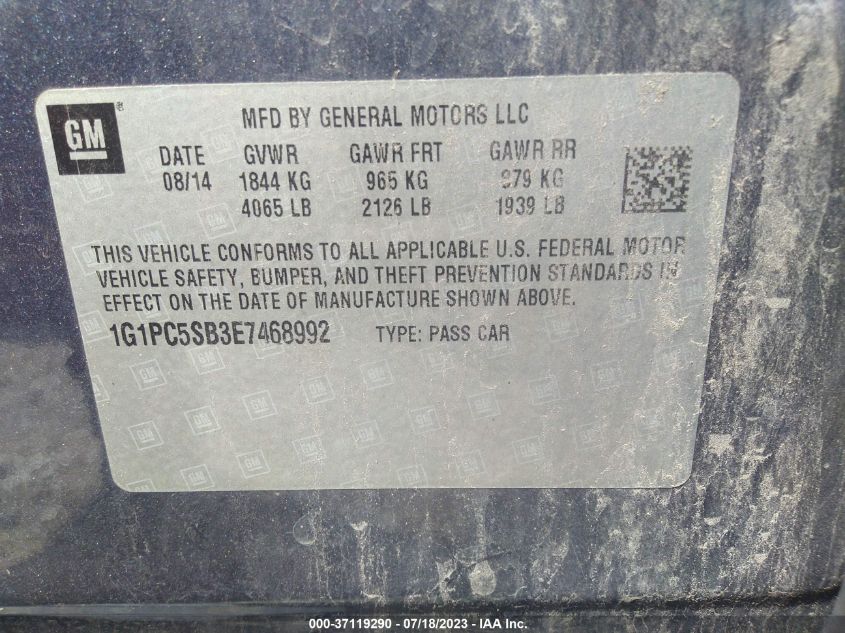 GM ®
MFD BY GENERAL MOTORS LLC
DATE GVWR GAWR FRT GAWR RR
08/14 1844 KG 965 KG 879 KG
4065 LB 2126 LB 1939 LB
THIS VEHICLE CONFORMS TO ALL APPLICABLE U.S. FEDERAL MOTOR
VEHICLE SAFETY, BUMPER, AND THEFT PREVENTION STANDARDS IN
EFFECT ON THE DATE OF MANUFACTURE SHOWN ABOVE.
1G1PC5SB3E7468992 TYPE: PASS CAR
000-37119290 - 07/18/2023 - IAA Inc.